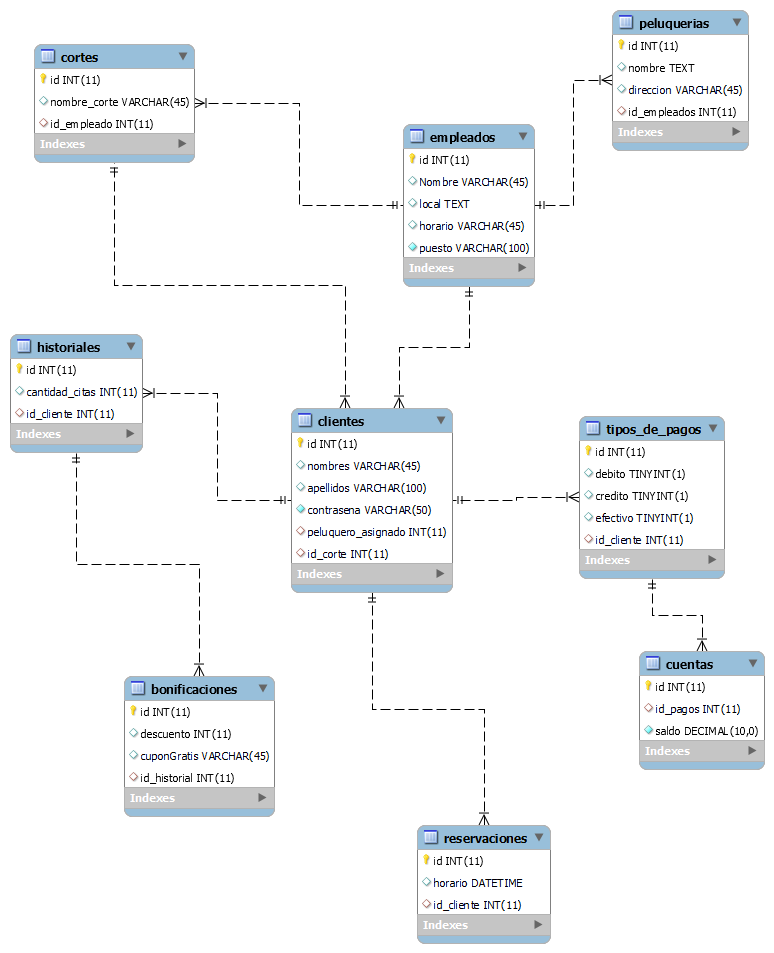 peluquerias
id INT(11)
nombre TEXT
direccion VARCHAR(45)
id_empleados INT(11)
Indexes
cortes
id INT(11)
nombre_corte VARCHAR(45)
id_empleado INT(11)
Indexes
empleados
id INT(11)
Nombre VARCHAR(45)
local TEXT
horario VARCHAR(45)
puesto VARCHAR(100)
Indexes
historiales
id INT(11)
cantidad_citas INT(11)
id_cliente INT(11)
Indexes
clientes
id INT(11)
nombres VARCHAR(45)
apellidos VARCHAR(100)
contrasena VARCHAR(50)
peluquero_asignado INT(11)
id_corte INT(11)
Indexes
tipos_de_pagos
id INT(11)
debito TINYINT(1)
credito TINYINT(1)
efectivo TINYINT(1)
id_cliente INT(11)
Indexes
cuentas
id INT(11)
id_pagos INT(11)
saldo DECIMAL(10,0)
Indexes
bonificaciones
id INT(11)
descuento INT(11)
cuponGratis VARCHAR(45)
id_historial INT(11)
Indexes
reservaciones
id INT(11)
horario DATETIME
id_cliente INT(11)
Indexes